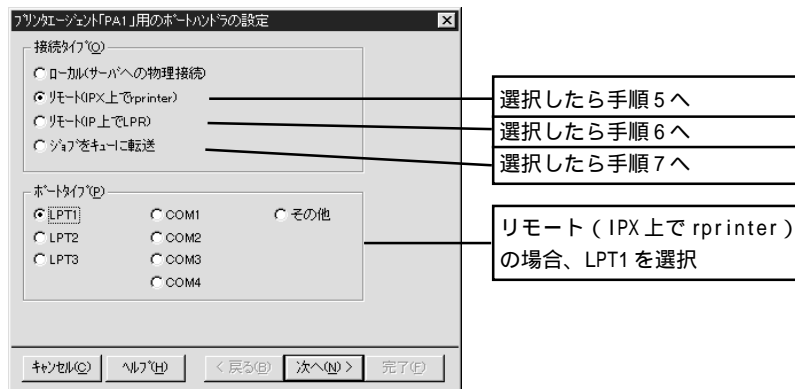 プリンタエージェント「PA1」用のポートハンドラの設定
接続タイプ(O)
ローカル(サーバへの物理接続)
リモート(IPX上でrprinter)
リモート(IP上でLPR)
ジョブをキューに転送
選択したら手順5へ
選択したら手順6へ
選択したら手順7へ
ポートタイプ(P)
LPT1 COM1 その他
LPT2 COM2
LPT3 COM3
COM4
リモート(IPX上でrprinter)
の場合、LPT1を選択
キャンセル(C) ヘルプ(H) < 戻る(B) 次へ(N) > 完了(F)